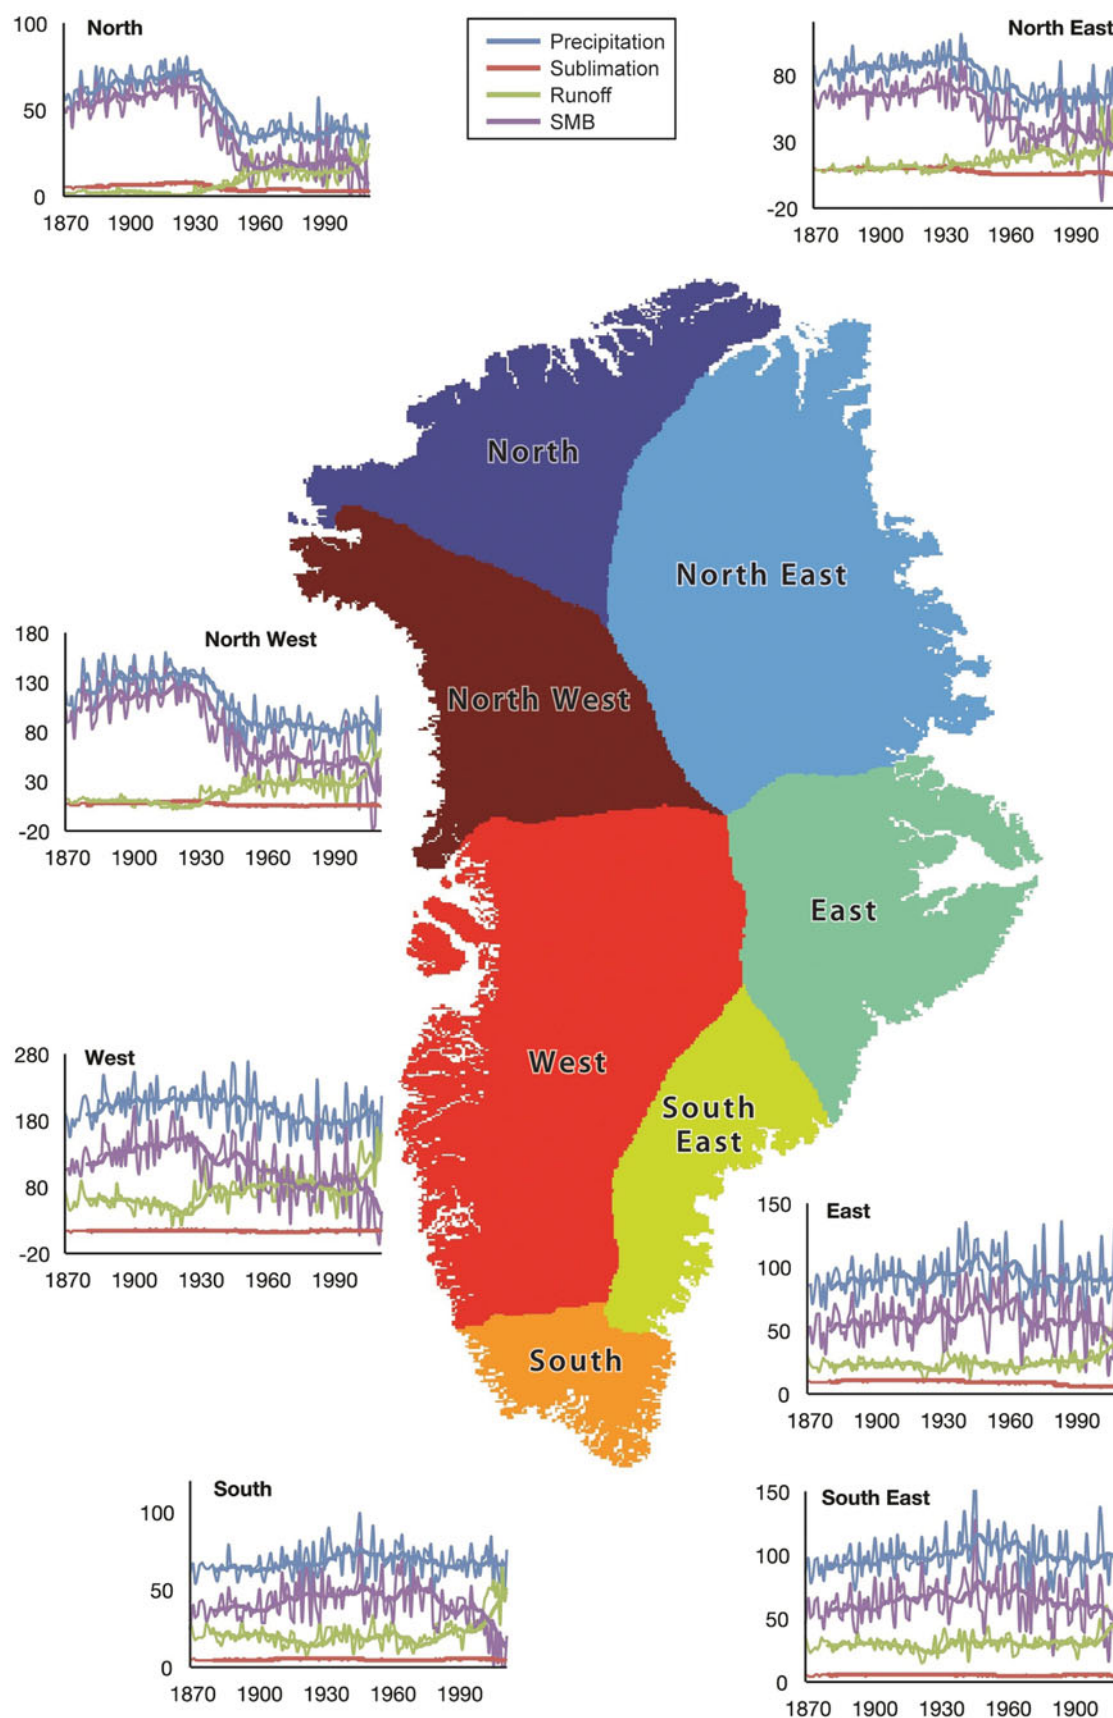 100
North
50
0
1870 1900 1930 1960 1990
Precipitation
Sublimation
Runoff
SMB
North East
80
30
-20
1870 1900 1930 1960 1990
North
North East
180
North West
130
80
30
-20
1870 1900 1930 1960 1990
North West
East
280
West
180
80
-20
1870 1900 1930 1960 1990
West
South
East
150
East
100
50
0
1870 1900 1930 1960 1990
South
South
100
50
0
1870 1900 1930 1960 1990
150
South East
100
50
0
1870 1900 1930 1960 1900